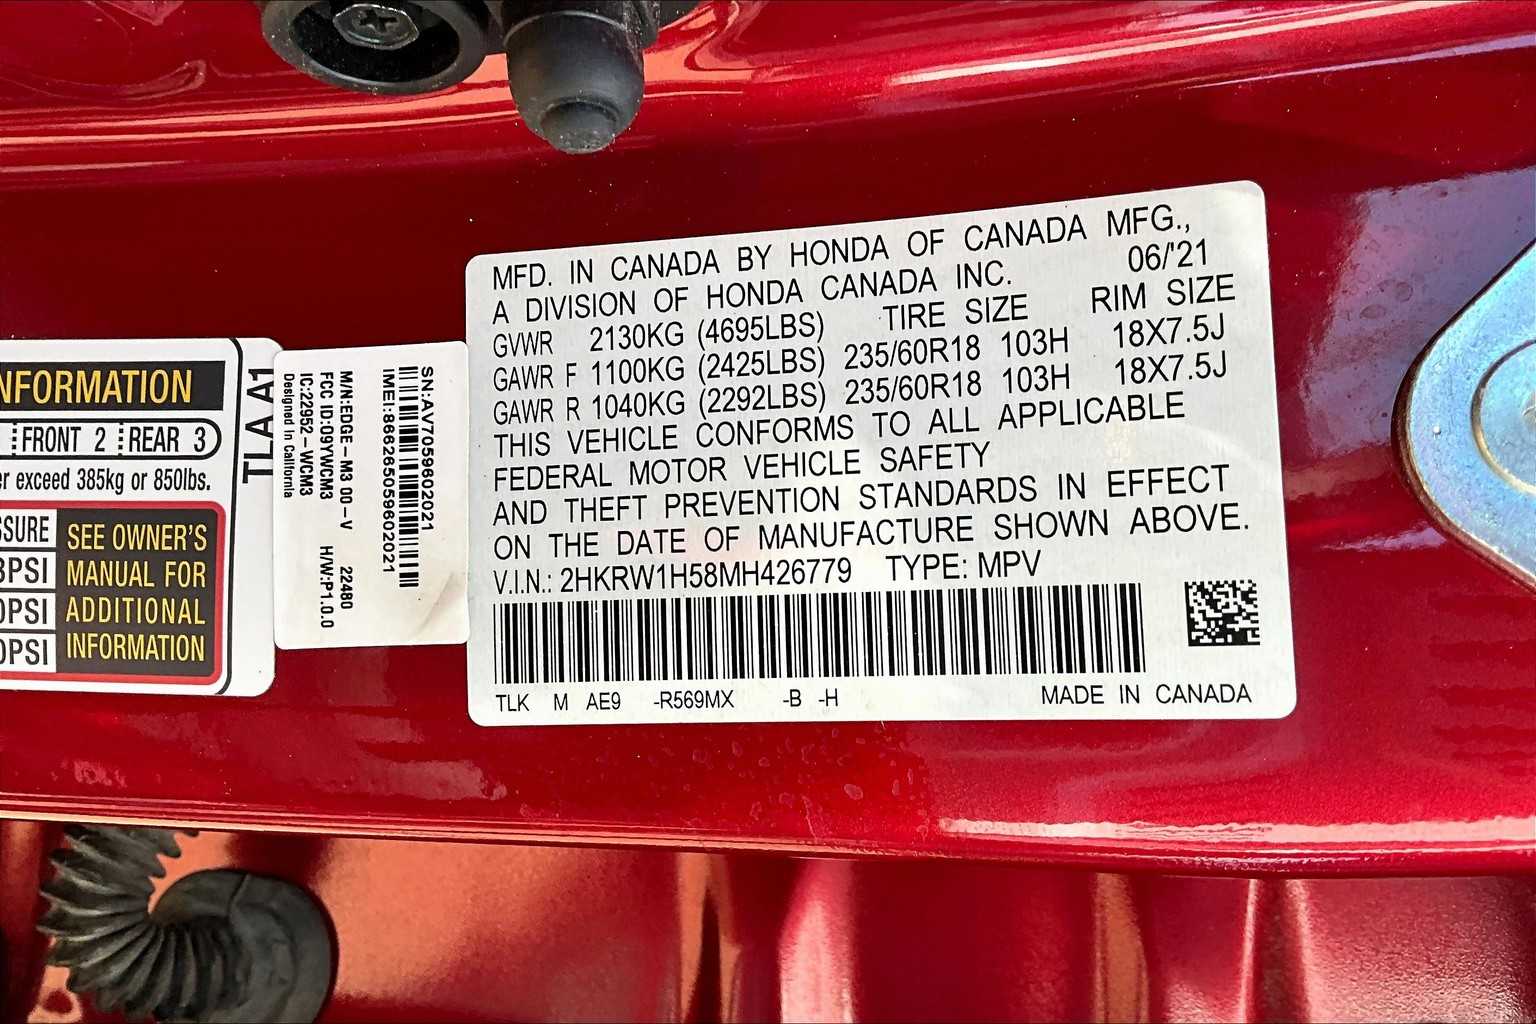 NFORMATION
FRONT 2 REAR 3
er exceed 385kg or 850lbs.
SSURE
PSI
PSI
PSI
SEE OWNER'S
MANUAL FOR
ADDITIONAL
INFORMATION
TLA A1
SN:AV7059802021
IMEI:866265059602021
M/N:EDGE-M3 00-V 22480
FCC ID:O9YWCM3 H/W:P1.0.0
IC:22952-WCM3
Designed in California
MFD. IN CANADA BY HONDA OF CANADA MFG.,
A DIVISION OF HONDA CANADA INC. 06/'21
GVWR 2130KG (4695LBS) TIRE SIZE RIM SIZE
GAWR F 1100KG (2425LBS) 235/60R18 103H 18X7.5J
GAWR R 1040KG (2292LBS) 235/60R18 103H 18X7.5J
THIS VEHICLE CONFORMS TO ALL APPLICABLE
FEDERAL MOTOR VEHICLE SAFETY
AND THEFT PREVENTION STANDARDS IN EFFECT
ON THE DATE OF MANUFACTURE SHOWN ABOVE.
V.I.N.: 2HKRW1H58MH426779 TYPE: MPV
TLK M AE9 -R569MX -B -H MADE IN CANADA